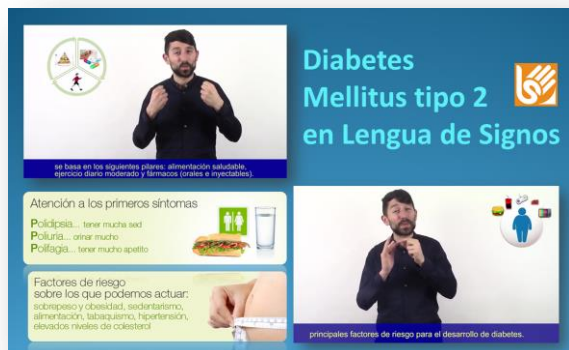 Diabetes
Mellitus tipo 2
en Lengua de Signos
se basa en los siguientes pilares: alimentación saludable,
ejercicio diario moderado y fármacos (orales e inyectables).
Atención a los primeros síntomas
Polidipsia... tener mucha sed
Poliuria... orinar mucho
Polifagia... tener mucho apetito
Factores de riesgo
sobre los que podemos actuar:
sobrepeso y obesidad, sedentarismo,
alimentación, tabaquismo, hipertensión,
elevados niveles de colesterol
principales factores de riesgo para el desarrollo de diabetes.